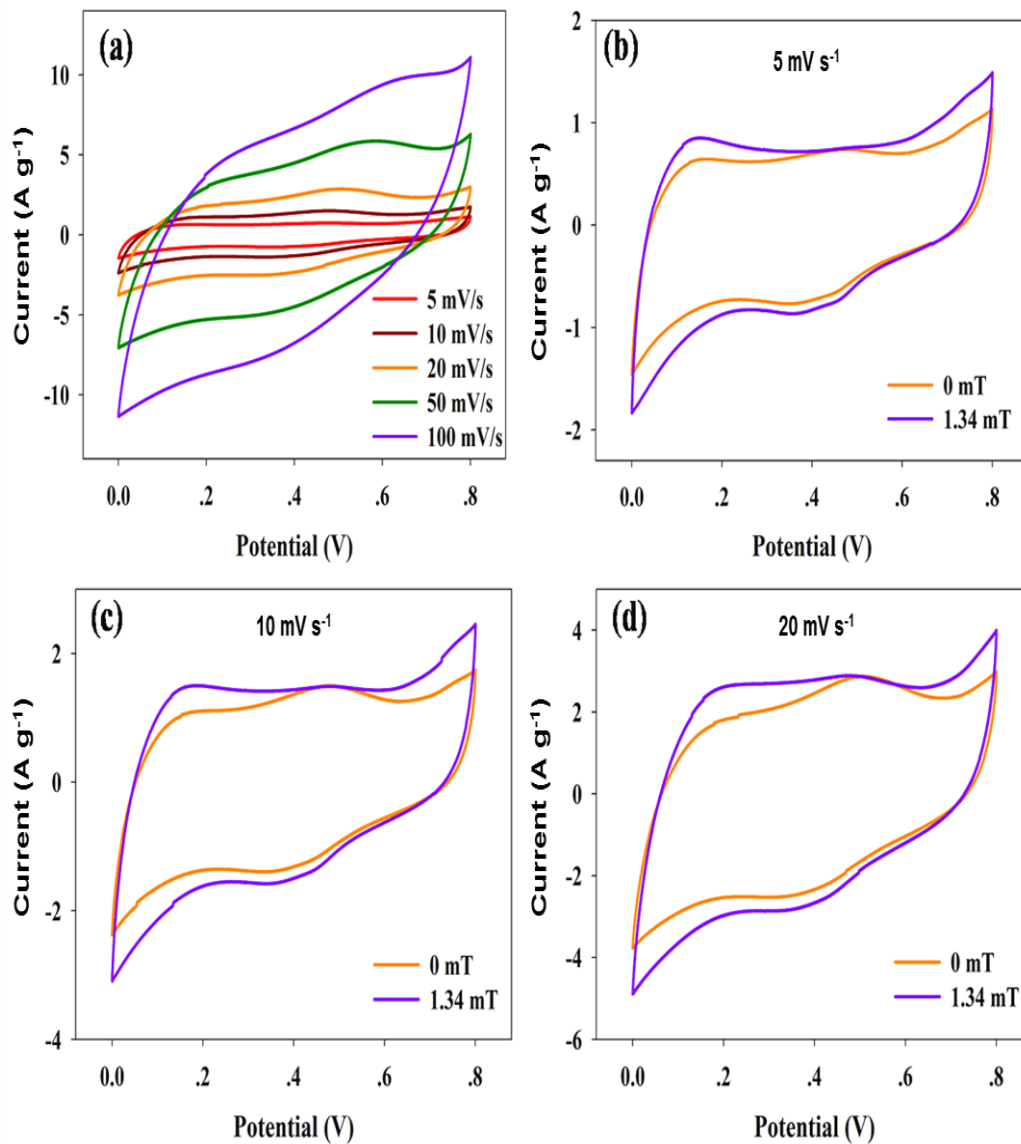 (a)
Current (A g⁻¹)
10
5
0
-5
-10
5 mV/s
10 mV/s
20 mV/s
50 mV/s
100 mV/s
0.0 .2 .4 .6 .8
Potential (V)
(b)
5 mV s⁻¹
Current (A g⁻¹)
2
1
0
-1
-2
0 mT
1.34 mT
0.0 .2 .4 .6 .8
Potential (V)
(c)
10 mV s⁻¹
Current (A g⁻¹)
2
0
-2
-4
0 mT
1.34 mT
0.0 .2 .4 .6 .8
Potential (V)
(d)
20 mV s⁻¹
Current (A g⁻¹)
4
2
0
-2
-4
-6
0 mT
1.34 mT
0.0 .2 .4 .6 .8
Potential (V)